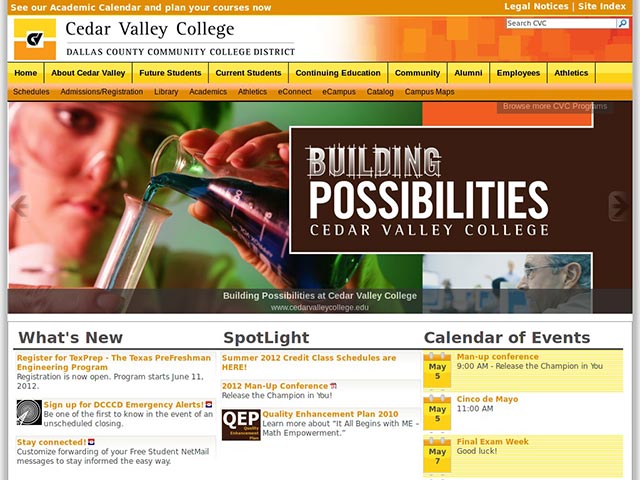 See our Academic Calendar and plan your courses now
Legal Notices | Site Index
Cedar Valley College
DALLAS COUNTY COMMUNITY COLLEGE DISTRICT
Search CVC
Home
About Cedar Valley
Future Students
Current Students
Continuing Education
Community
Alumni
Employees
Athletics
Schedules
Admissions/Registration
Library
Academics
Athletics
eConnect
eCampus
Catalog
Campus Maps
Browse more CVC Programs
BUILDING
POSSIBILITIES
CEDAR VALLEY COLLEGE
Building Possibilities at Cedar Valley College
www.cedarvalleycollege.edu
What's New
Register for TexPrep - The Texas PreFreshman
Engineering Program
Registration is now open. Program starts June 11,
2012.
Sign up for DCCCD Emergency Alerts!
Be one of the first to know in the event of an
unscheduled closing.
Stay connected!
Customize forwarding of your Free Student NetMail
messages to stay informed the easy way.
SpotLight
Summer 2012 Credit Class Schedules are
HERE!
2012 Man-Up Conference
Release the Champion in You!
QEP
Quality Enhancement
Plan
Quality Enhancement Plan 2010
Learn more about “It All Begins with ME –
Math Empowerment.”
Calendar of Events
May
5
Man-up conference
9:00 AM - Release the Champion in You
May
5
Cinco de Mayo
11:00 AM
May
7
Final Exam Week
Good luck!